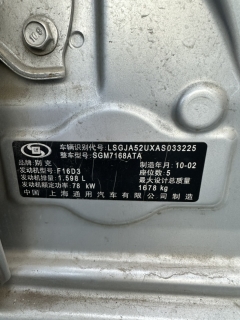 车辆识别代号 LSGJA52UXAS033225
整车型号 SGM7168ATA
品牌 别克 制造年月 10-02
发动机型号 F16D3 座位数 5
发动机排量 1.598 L 最大设计总质量
发动机额定功率 78 kW 1678 kg
中国 上海通用汽车有限公司